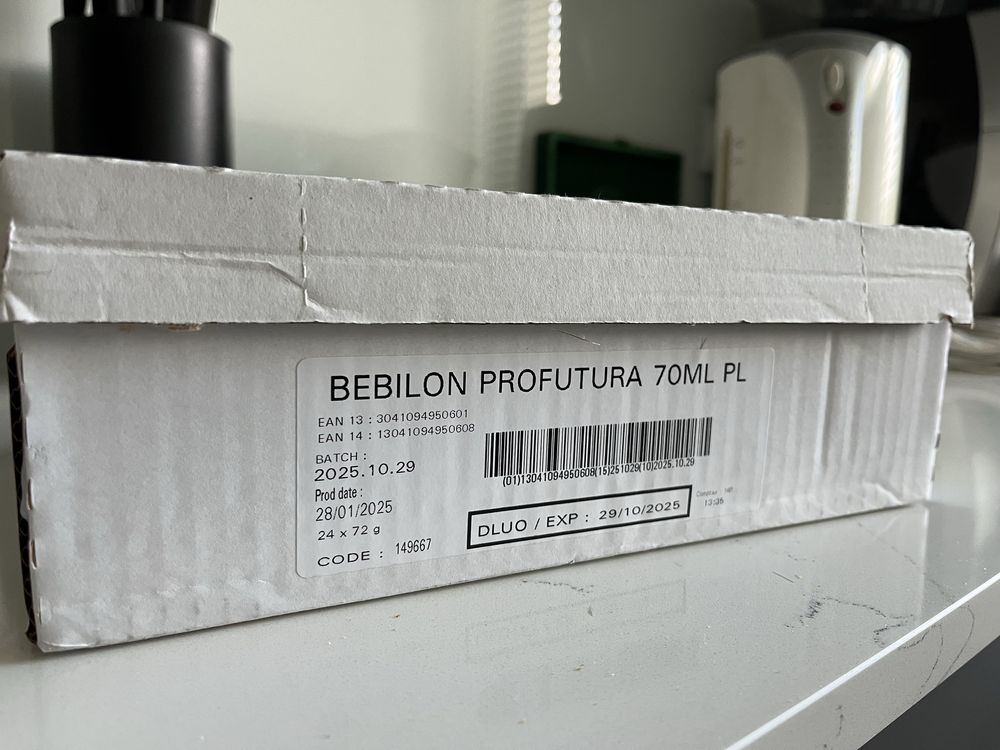 BEBILON PROFUTURA 70ML PL
EAN 13 : 3041094950601
EAN 14 : 13041094950608
BATCH :
2025.10.29
(01)13041094950608(15)251029(10)2025.10.29
Prod date :
28/01/2025
24 x 72 g
DLUO / EXP : 29/10/2025
13:36
CODE : 149667